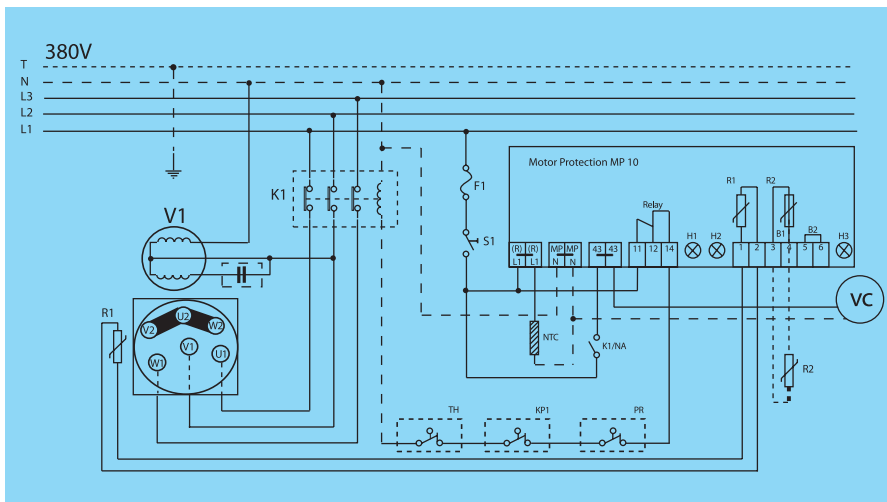 380V
T
N
L3
L2
L1
Motor Protection MP 10
K1
F1
R1
R2
Relay
V1
S1
B1
B2
H1
H2
H3
(R) (R) MP MP 43 43 11 12 14 1 2 3 4 5 6
L1 L1 N N
VC
R1
U2
V2
W2
NTC
K1/NA
V1
U1
W1
R2
TH
KP1
PR